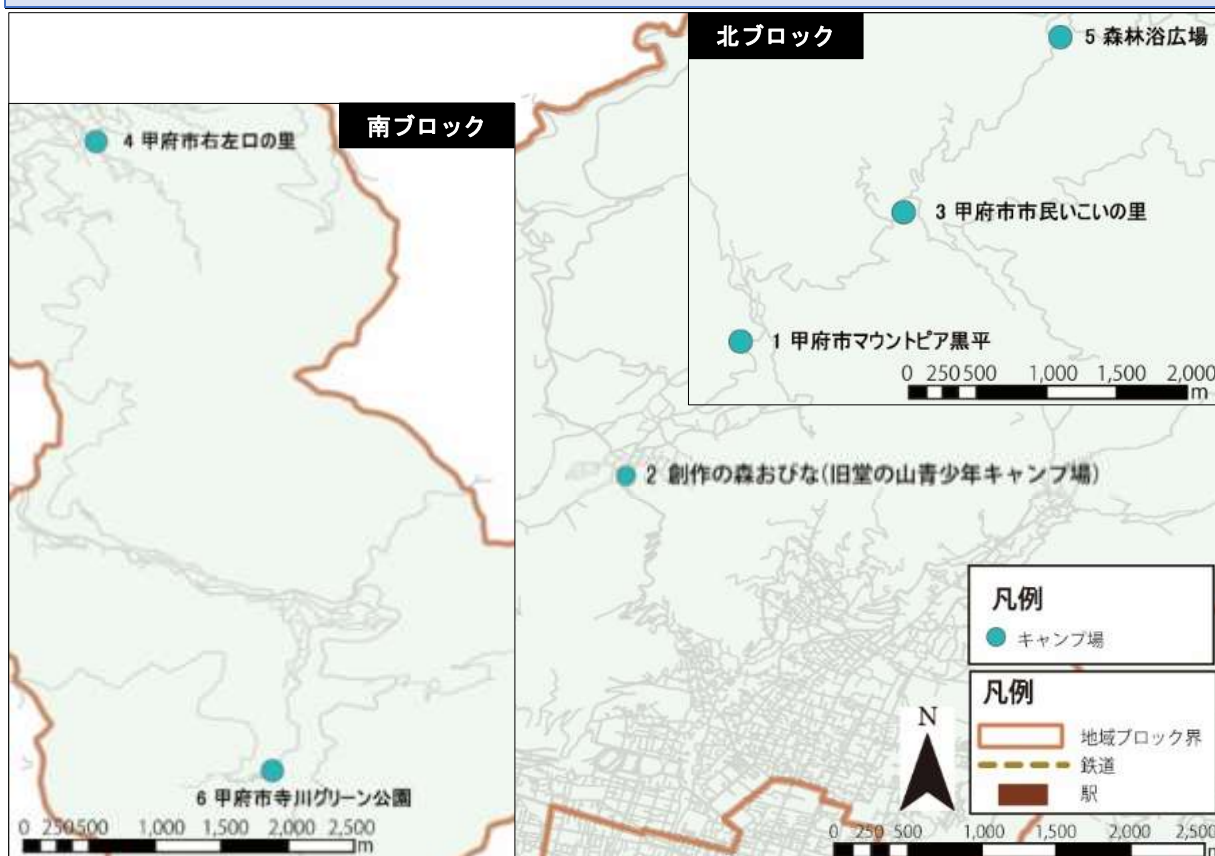 北ブロック
5 森林浴広場
3 甲府市市民いこいの里
1 甲府市マウントピア黒平
0 250 500 1,000 1,500 2,000
m
南ブロック
4 甲府市右左口の里
6 甲府市寺川グリーン公園
0 250 500 1,000 1,500 2,000 2,500
m
2 創作の森おびな(旧堂の山青少年キャンプ場)
凡例
キャンプ場
凡例
地域ブロック界
鉄道
駅
N
0 250 500 1,000 1,500 2,000 2,500
m